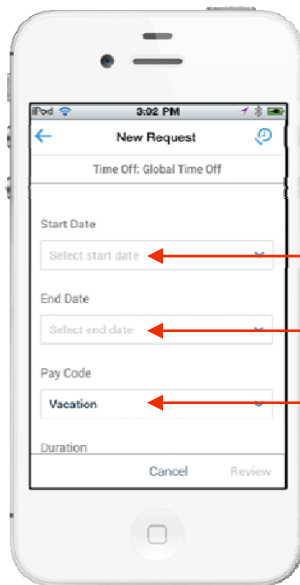 iPod 3:02 PM
New Request
Time Off: Global Time Off
Start Date
Select start date
End Date
Select end date
Pay Code
Vacation
Duration
Cancel Review